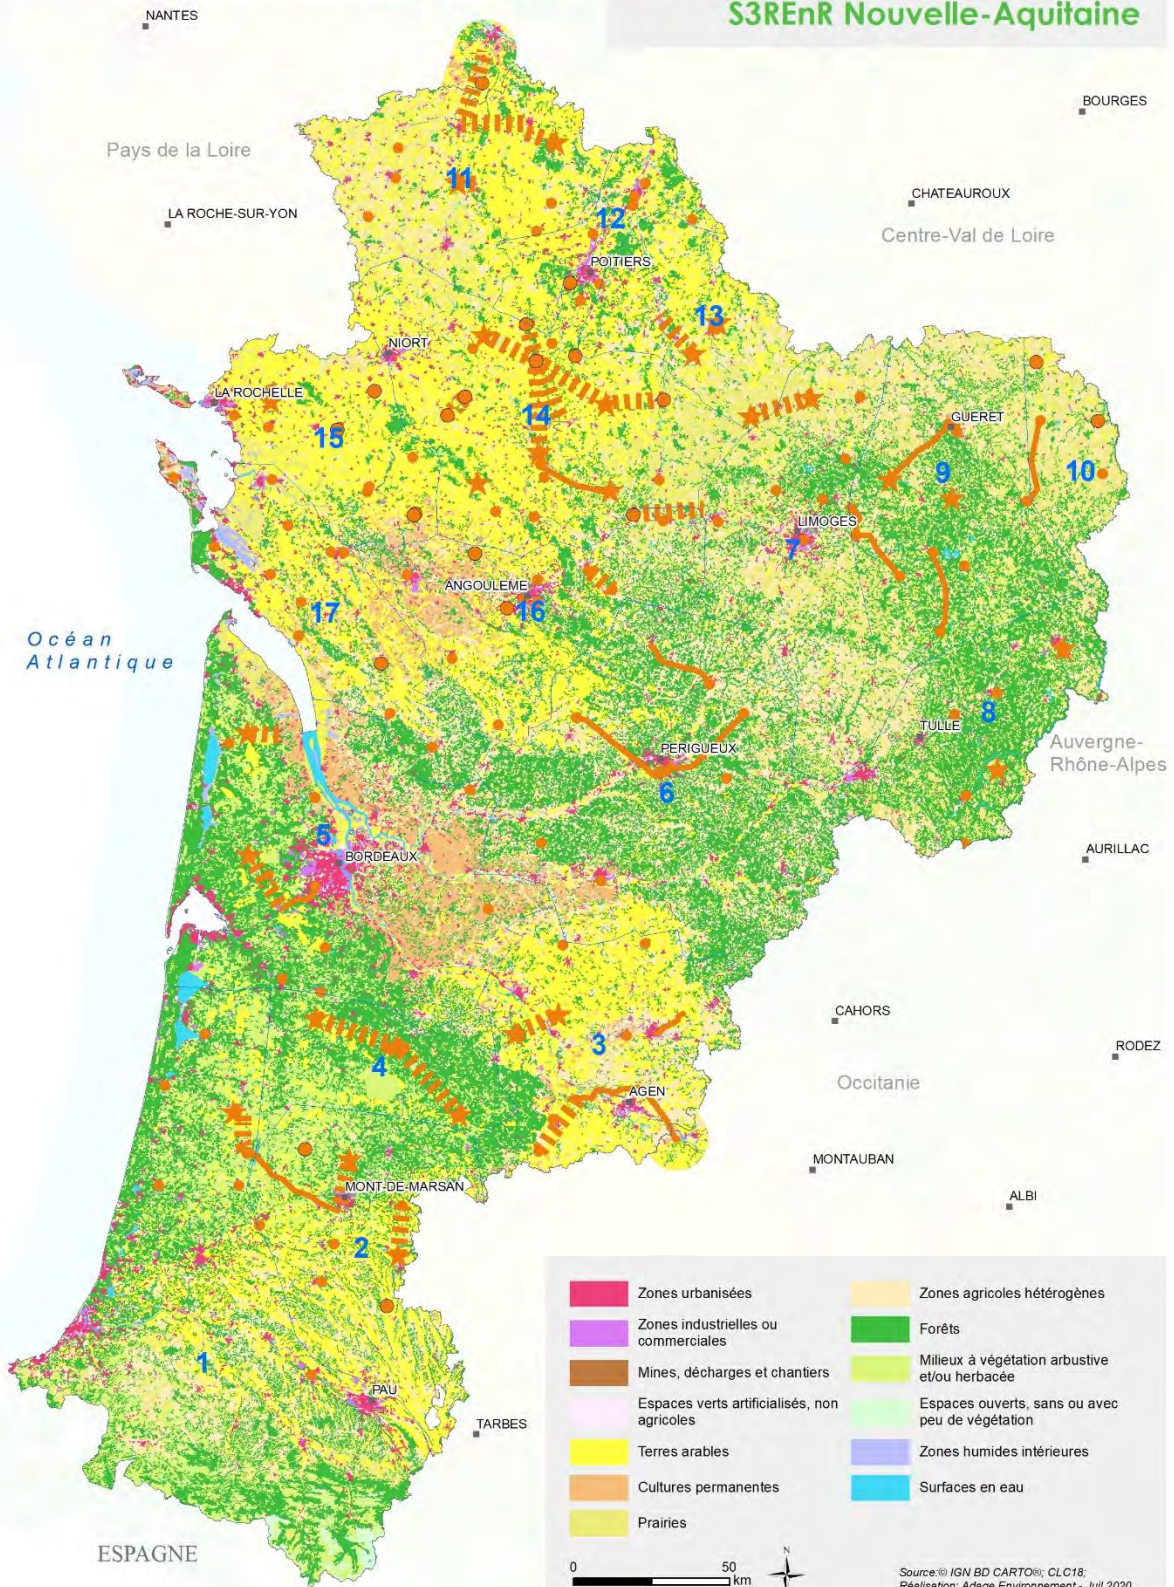 S3REnR Nouvelle-Aquitaine
NANTES
BOURGES
Pays de la Loire
11
CHATEAUROUX
LA ROCHE-SUR-YON
12
Centre-Val de Loire
POITIERS
13
NIORT
LA ROCHELLE
14
GUERET
15
9
10
LIMOGES
7
ANGOULEME
16
17
Océan
Atlantique
8
TULLE
PERIGUEUX
Auvergne-
Rhône-Alpes
6
5
BORDEAUX
AURILLAC
CAHORS
3
RODEZ
4
Occitanie
AGEN
MONTAUBAN
MONT-DE-MARSAN
ALBI
2
1
PAU
TARBES
ESPAGNE
Zones urbanisées
Zones industrielles ou
commerciales
Mines, décharges et chantiers
Espaces verts artificialisés, non
agricoles
Terres arables
Cultures permanentes
Prairies
Zones agricoles hétérogènes
Forêts
Milieux à végétation arbustive
et/ou herbacée
Espaces ouverts, sans ou avec
peu de végétation
Zones humides intérieures
Surfaces en eau
0 50
km
N
Source:© IGN BD CARTO®; CLC18;
Réalisation: Adage Environnement - Juil 2020